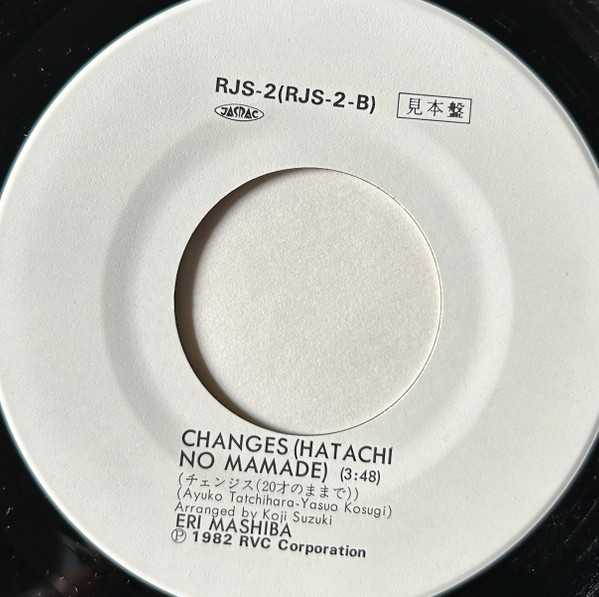 RJS-2(RJS-2-B) 見本盤
JASRAC
CHANGES(HATACHI
NO MAMADE) (3:48)
(チェンジス(20才のままで))
(Ayuko Tatchihara-Yasuo Kosugi)
Arranged by Koji Suzuki
ERI MASHIBA
Ⓟ 1982 RVC Corporation